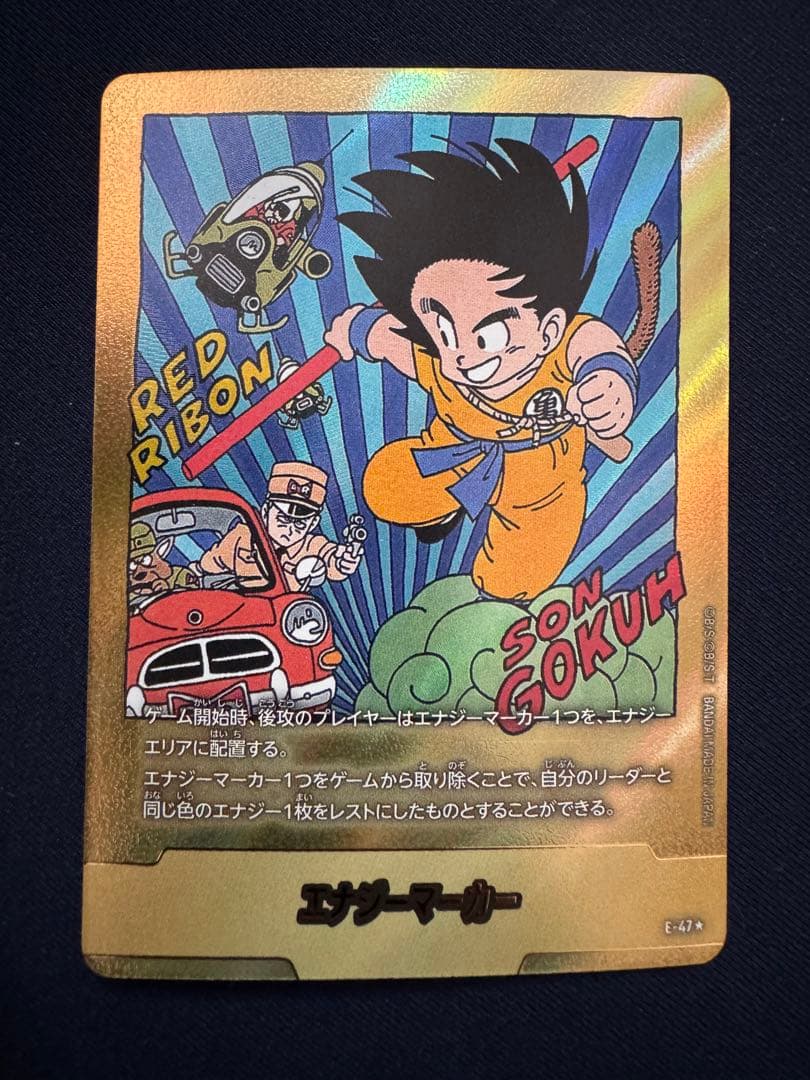 RED
RIBON
亀
SON
GOKUH
ゲーム開始時、後攻のプレイヤーはエナジーマーカー1つを、エナジー
エリアに配置する。
エナジーマーカー1つをゲームから取り除くことで、自分のリーダーと
同じ色のエナジー1枚をレストにしたものとすることができる。
©B/S ©B/S・T BANDAI MADE IN JAPAN
エナジーマーカー
E-47★